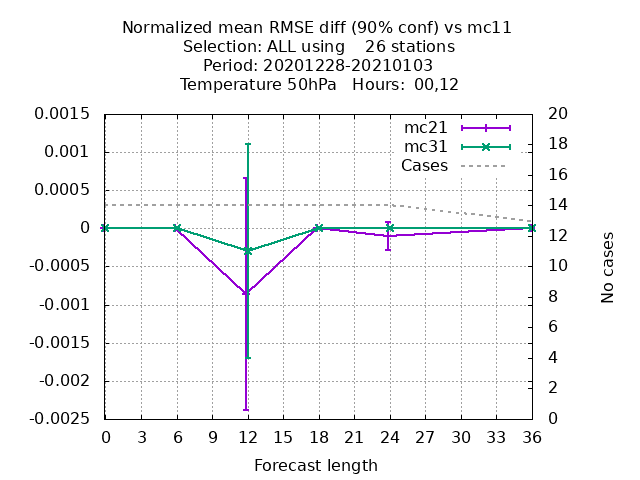 Normalized mean RMSE diff (90% conf) vs mc11
Selection: ALL using    26 stations
Period: 20201228-20210103
Temperature 50hPa   Hours:  00,12
mc21
mc31
Cases
0.0015
0.001
0.0005
0
-0.0005
-0.001
-0.0015
-0.002
-0.0025
20
18
16
14
12
10
8
6
4
2
0
No cases
0 3 6 9 12 15 18 21 24 27 30 33 36
Forecast length